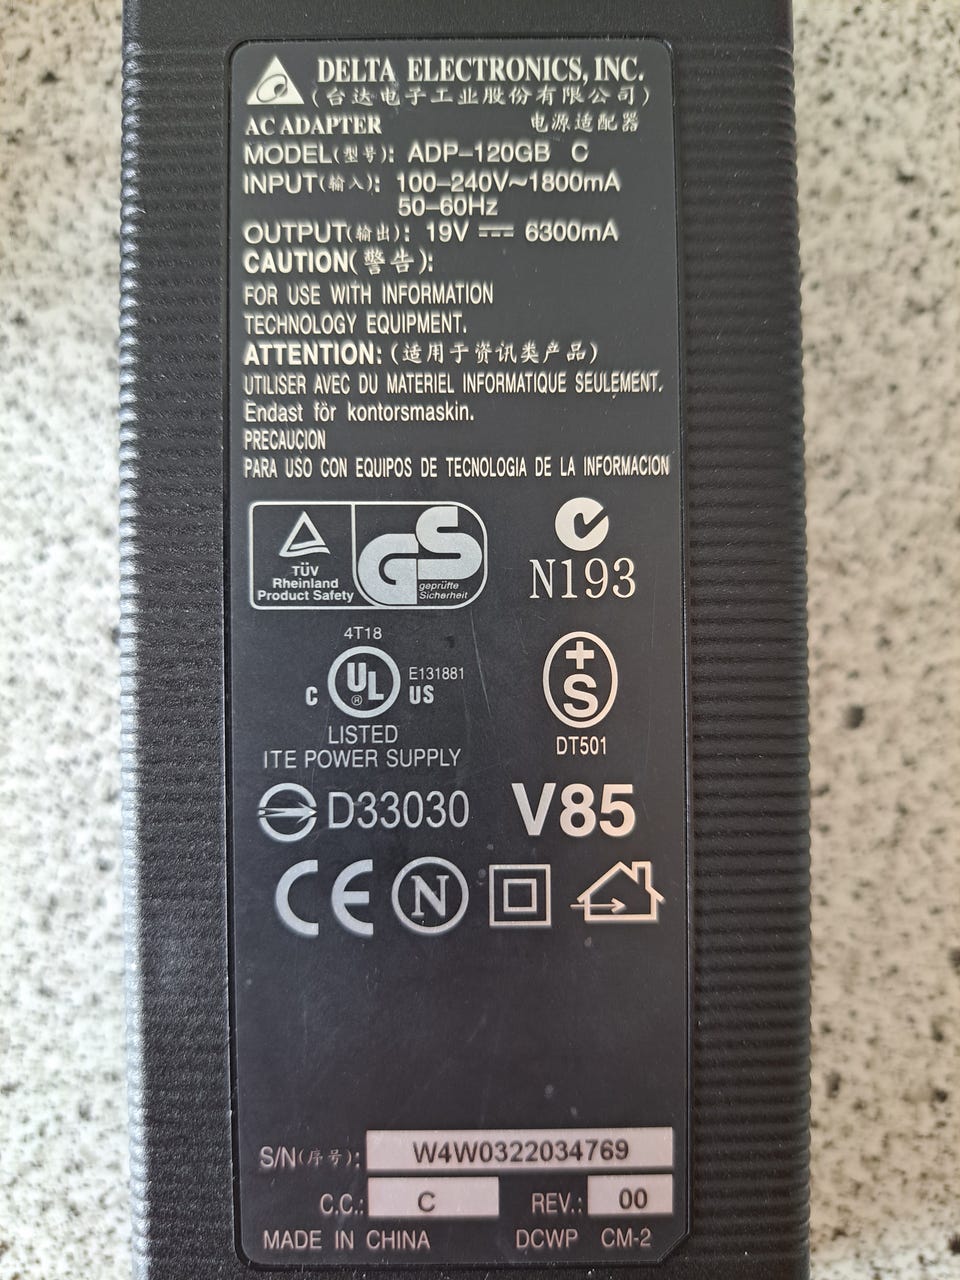 DELTA ELECTRONICS, INC.
(台达电子工业股份有限公司)
AC ADAPTER 电源适配器
MODEL(型号): ADP-120GB C
INPUT(输入): 100-240V~1800mA
50-60Hz
OUTPUT(输出): 19V ⎓ 6300mA
CAUTION(警告):
FOR USE WITH INFORMATION
TECHNOLOGY EQUIPMENT.
ATTENTION: (适用于资讯类产品)
UTILISER AVEC DU MATERIEL INFORMATIQUE SEULEMENT.
Endast för kontorsmaskin.
PRECAUCION
PARA USO CON EQUIPOS DE TECNOLOGIA DE LA INFORMACION
TÜV
Rheinland
Product Safety
GS
geprüfte
Sicherheit
N193
4T18
C UL ® US
E131881
LISTED
ITE POWER SUPPLY
+S
DT501
D33030
V85
CE N
S/N(序号): W4W0322034769
C.C.: C REV.: 00
MADE IN CHINA DCWP CM-2